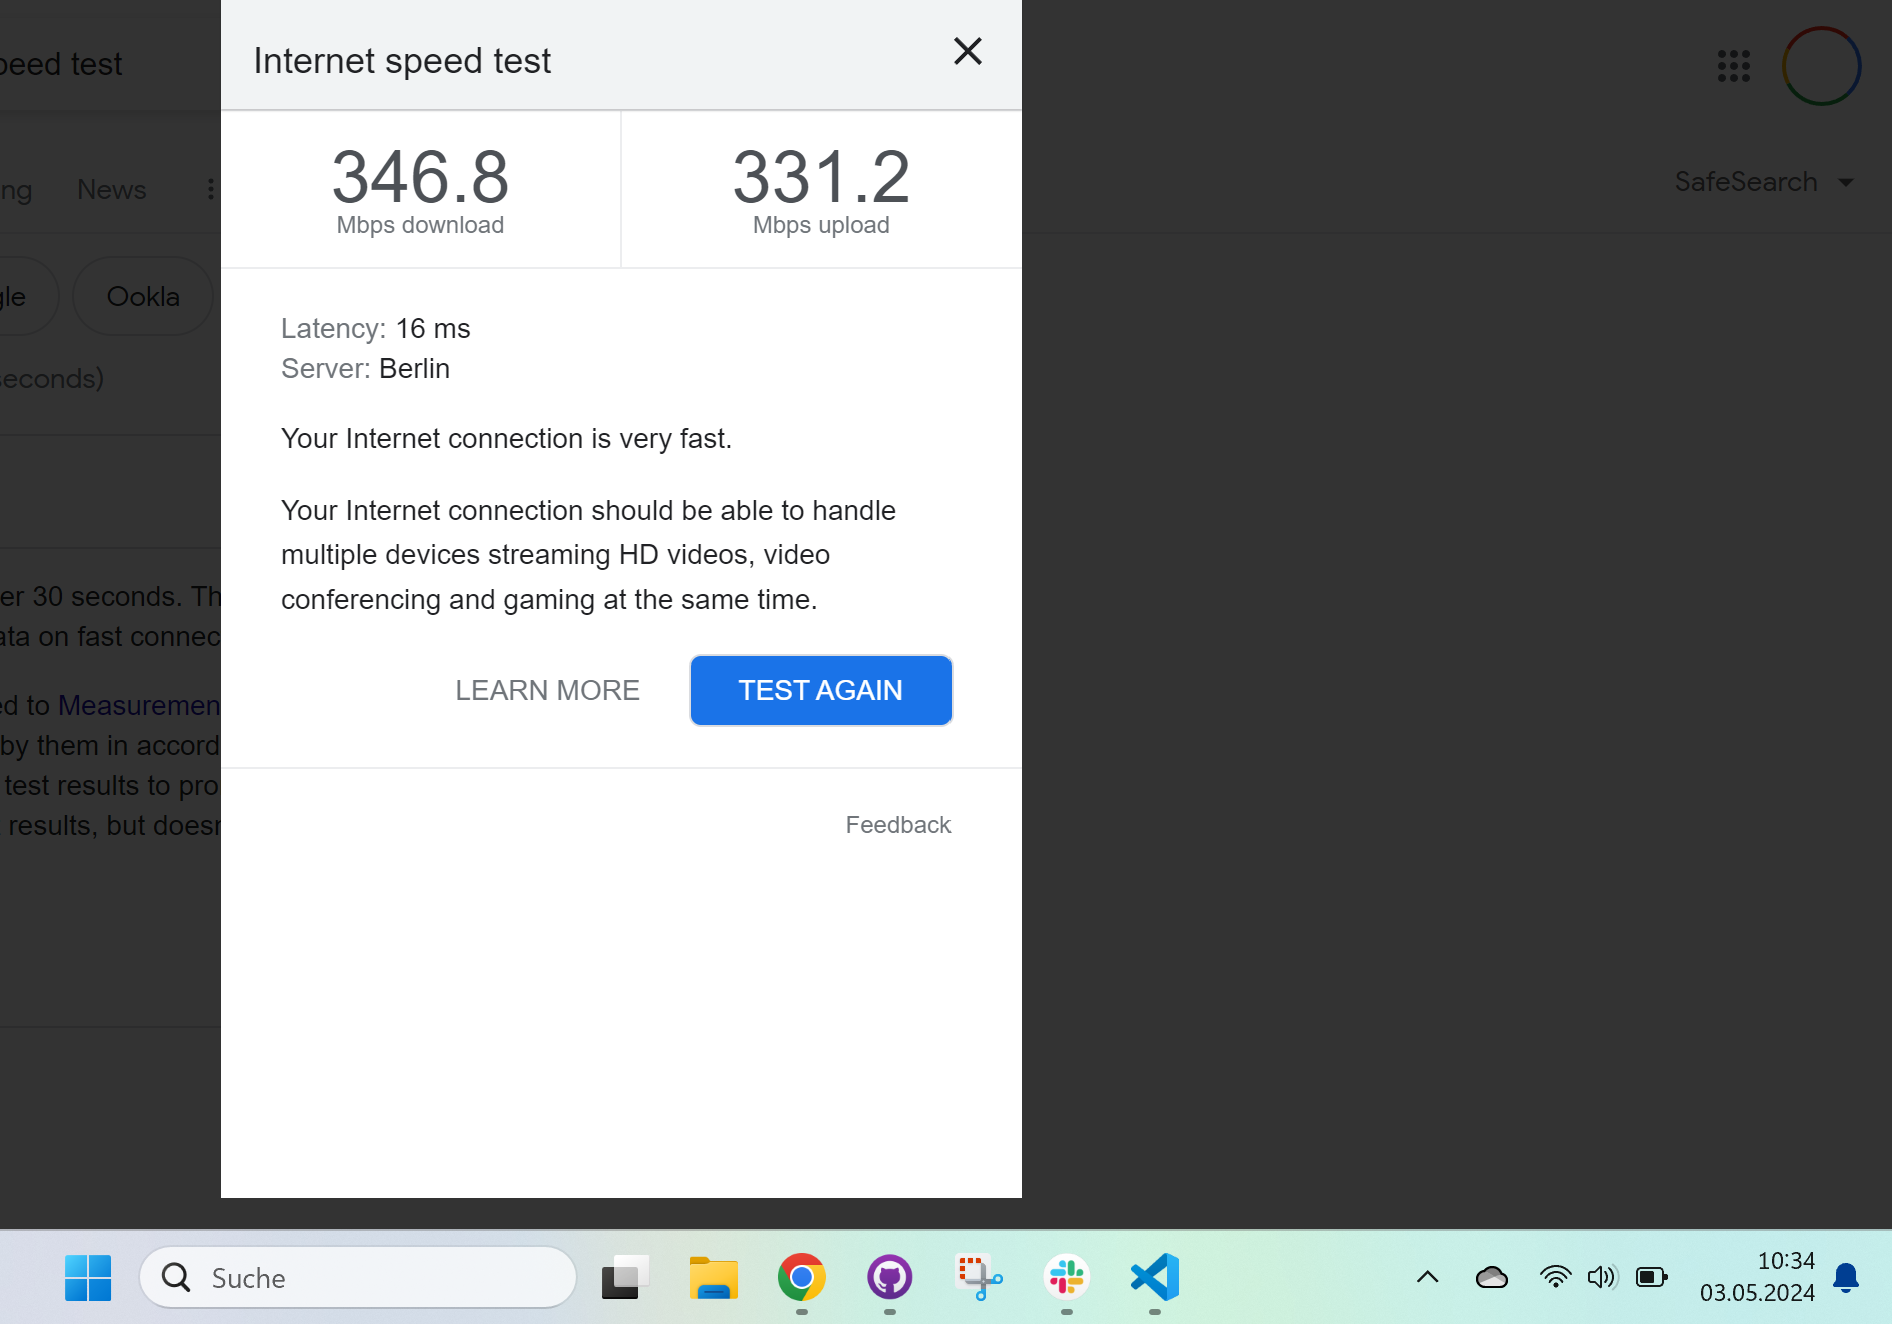 peed test
Internet speed test
ng
News
SafeSearch
346.8
Mbps download
331.2
Mbps upload
gle
Ookla
Latency: 16 ms
Server: Berlin
seconds)
Your Internet connection is very fast.
Your Internet connection should be able to handle
multiple devices streaming HD videos, video
conferencing and gaming at the same time.
er 30 seconds. Th
ata on fast connec
ed to Measuremen
by them in accord
test results to pro
results, but doesn
LEARN MORE
TEST AGAIN
Feedback
Suche
10:34
03.05.2024